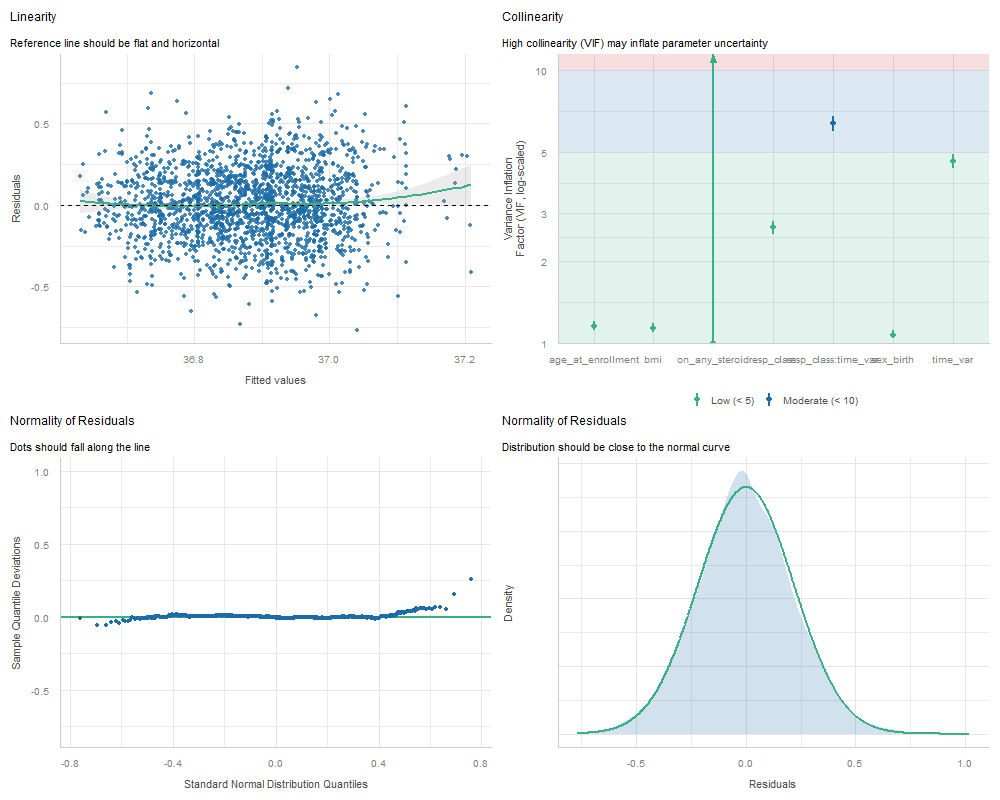 Linearity
Reference line should be flat and horizontal
Residuals
0.5
0.0
-0.5
36.8
37.0
37.2
Fitted values
Collinearity
High collinearity (VIF) may inflate parameter uncertainty
Variance Inflation
Factor (VIF, log-scaled)
10
5
3
2
1
age_at_enrollment
bmi
on_any_steroid
resp_class
resp_class:time_var
sex_birth
time_var
Low (< 5)
Moderate (< 10)
Normality of Residuals
Dots should fall along the line
Sample Quantile Deviations
1.0
0.5
0.0
-0.5
-0.8
-0.4
0.0
0.4
0.8
Standard Normal Distribution Quantiles
Normality of Residuals
Distribution should be close to the normal curve
Density
-0.5
0.0
0.5
1.0
Residuals